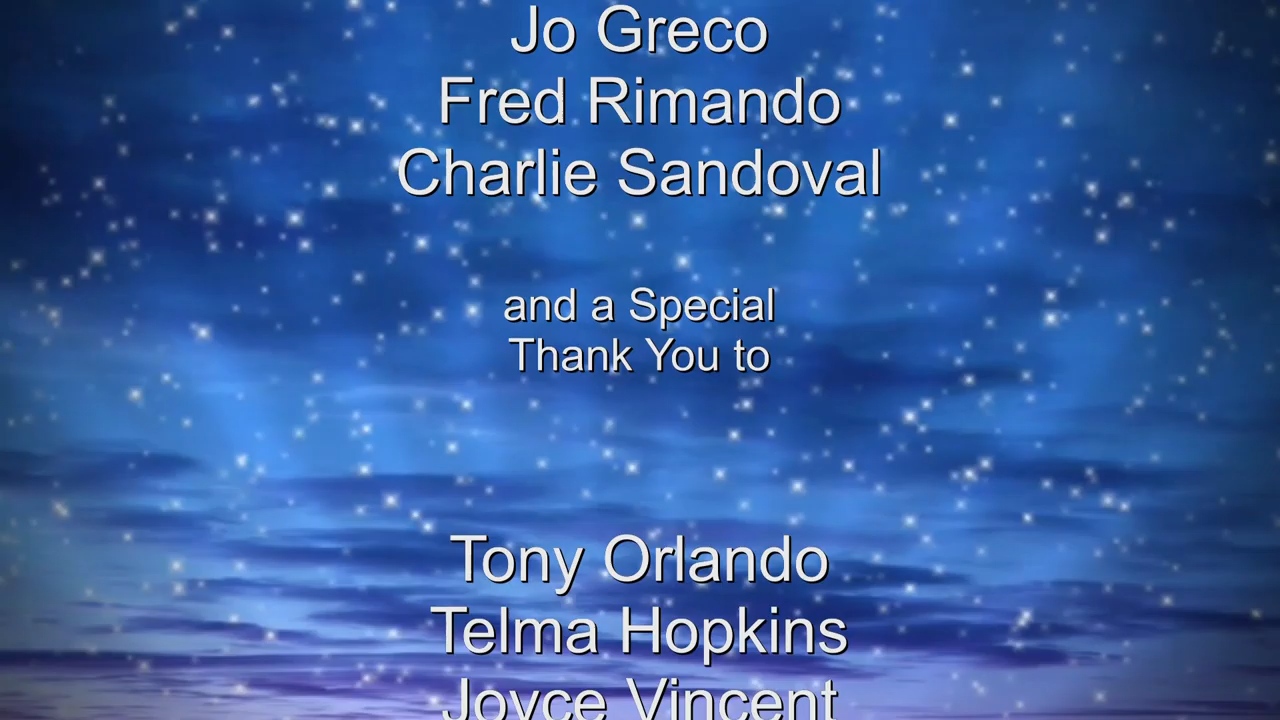 Jo Greco
Fred Rimando
Charlie Sandoval
and a Special
Thank You to
Tony Orlando
Telma Hopkins
Joyce Vincent